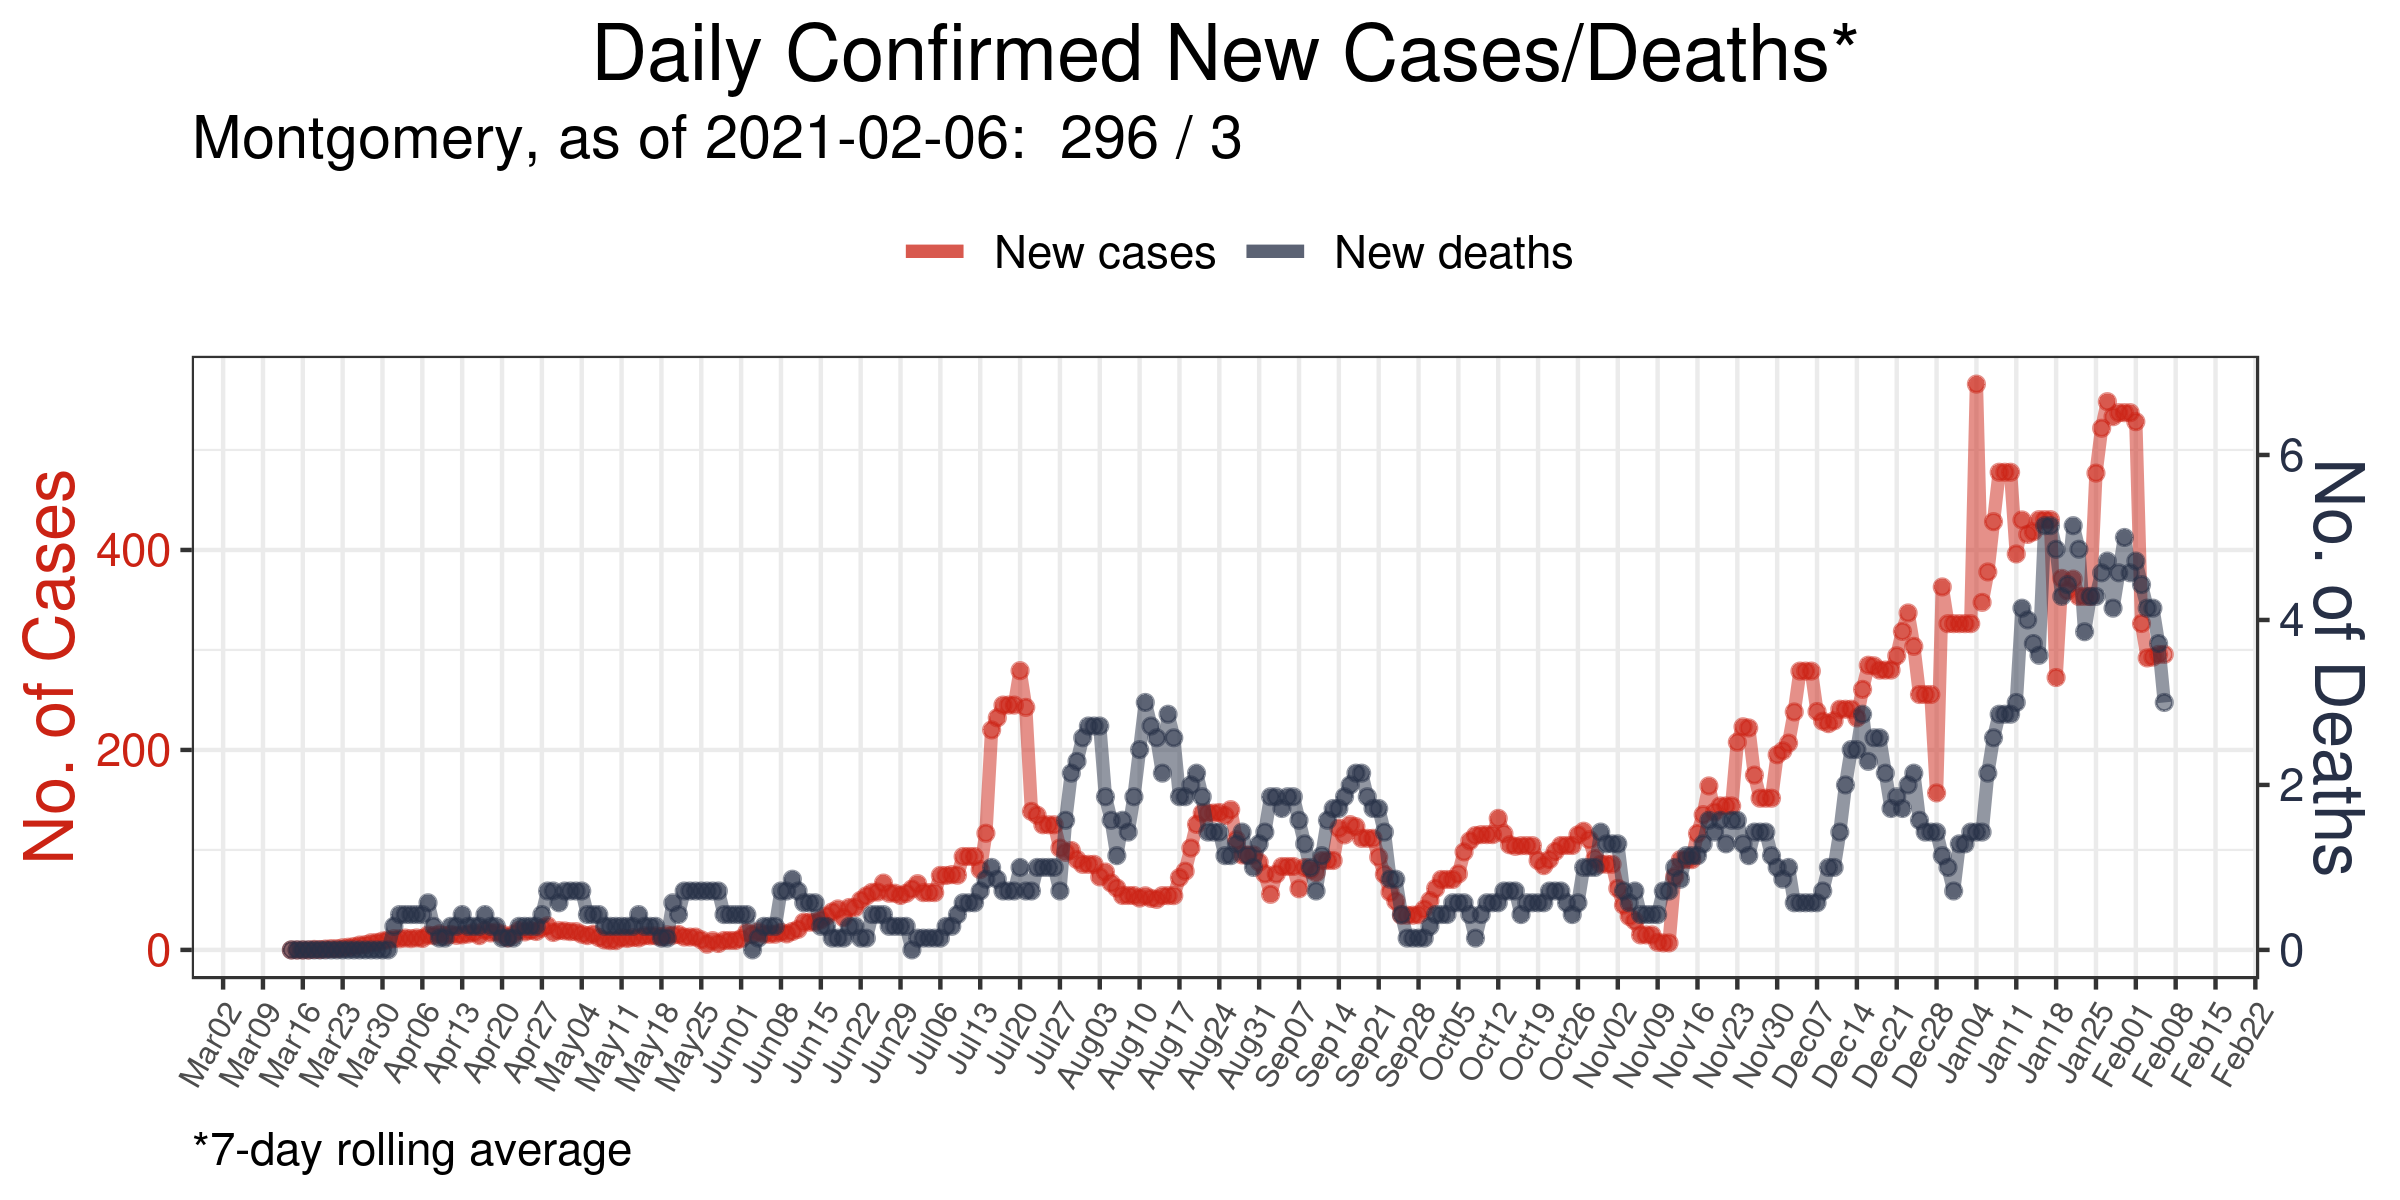 Daily Confirmed New Cases/Deaths*
Montgomery, as of 2021-02-06:  296 / 3
New cases New deaths
No. of Cases
400
200
0
6
4
2
0
No. of Deaths
Mar02 Mar09 Mar16 Mar23 Mar30 Apr06 Apr13 Apr20 Apr27 May04 May11 May18 May25 Jun01 Jun08 Jun15 Jun22 Jun29 Jul06 Jul13 Jul20 Jul27 Aug03 Aug10 Aug17 Aug24 Aug31 Sep07 Sep14 Sep21 Sep28 Oct05 Oct12 Oct19 Oct26 Nov02 Nov09 Nov16 Nov23 Nov30 Dec07 Dec14 Dec21 Dec28 Jan04 Jan11 Jan18 Jan25 Feb01 Feb08 Feb15 Feb22
*7-day rolling average